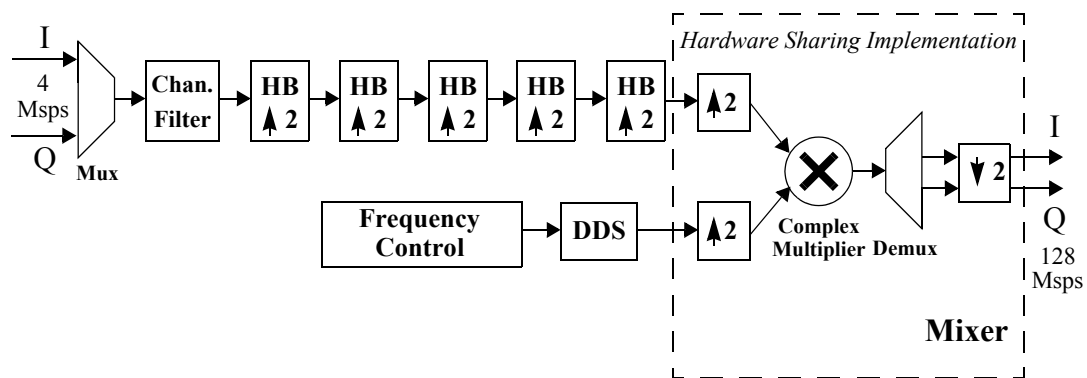 I
4
Msps
Q
Mux
Chan.
Filter
HB
2
HB
2
HB
2
HB
2
HB
2
Hardware Sharing Implementation
2
Complex
Multiplier
Demux
2
I
Q
128
Msps
Frequency
Control
DDS
2
Mixer